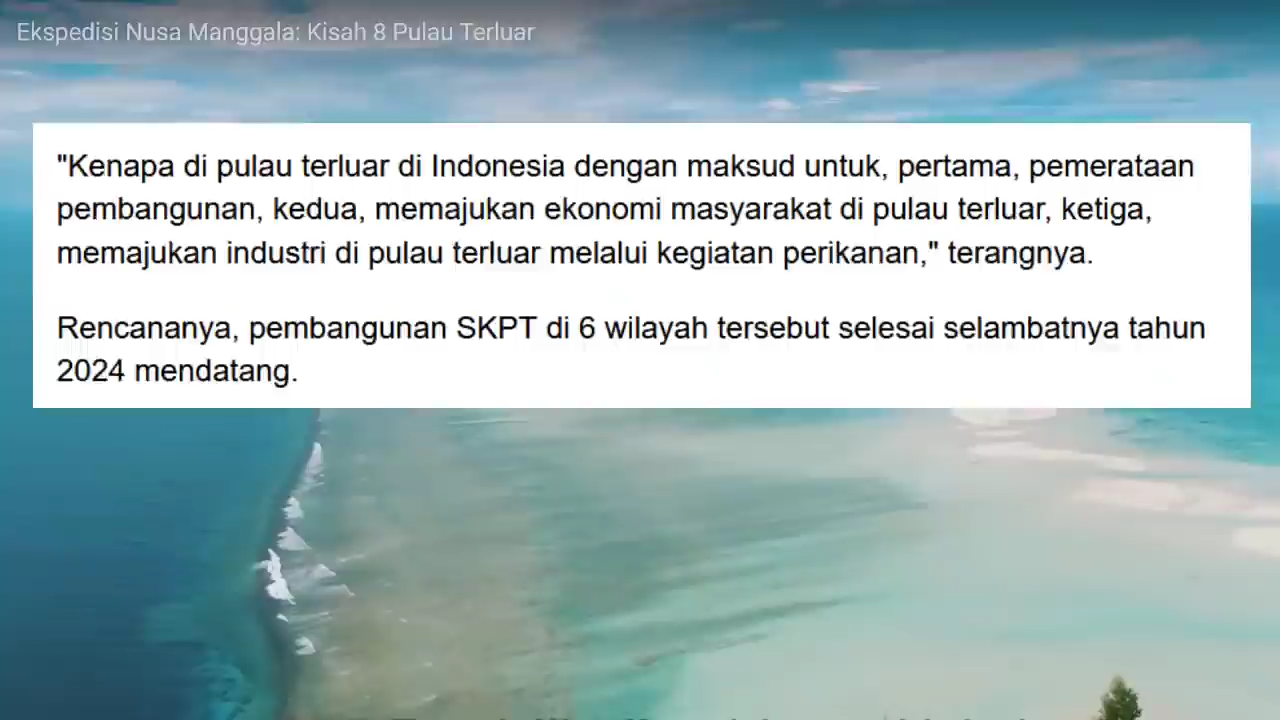 Ekspedisi Nusa Manggala: Kisah 8 Pulau Terluar
"Kenapa di pulau terluar di Indonesia dengan maksud untuk, pertama, pemerataan
pembangunan, kedua, memajukan ekonomi masyarakat di pulau terluar, ketiga,
memajukan industri di pulau terluar melalui kegiatan perikanan," terangnya.
Rencananya, pembangunan SKPT di 6 wilayah tersebut selesai selambatnya tahun
2024 mendatang.